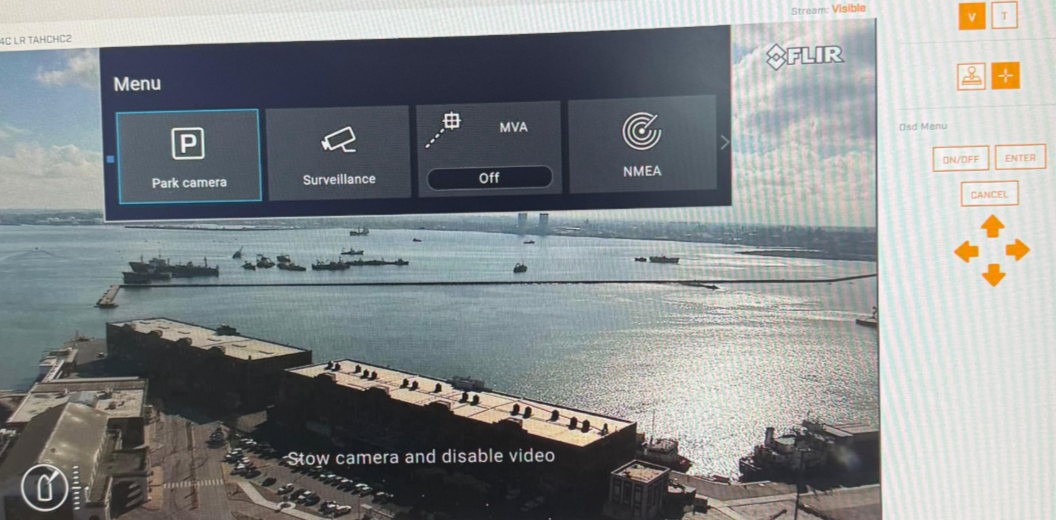 Stream: Visible
V
T
4C LR TAHCHC2
FLIR
Menu
P
Park camera
Surveillance
MVA
Off
NMEA
Osd Menu
ON/OFF
ENTER
CANCEL
Stow camera and disable video